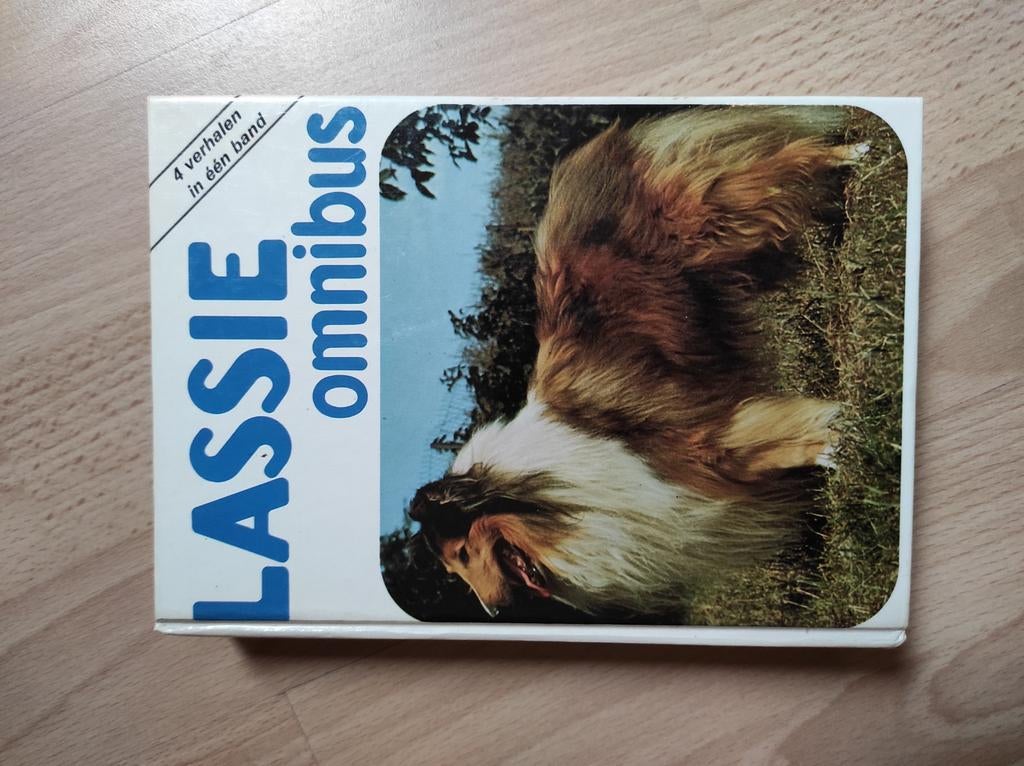 4 verhalen
in één band
LASSIE
omnibus